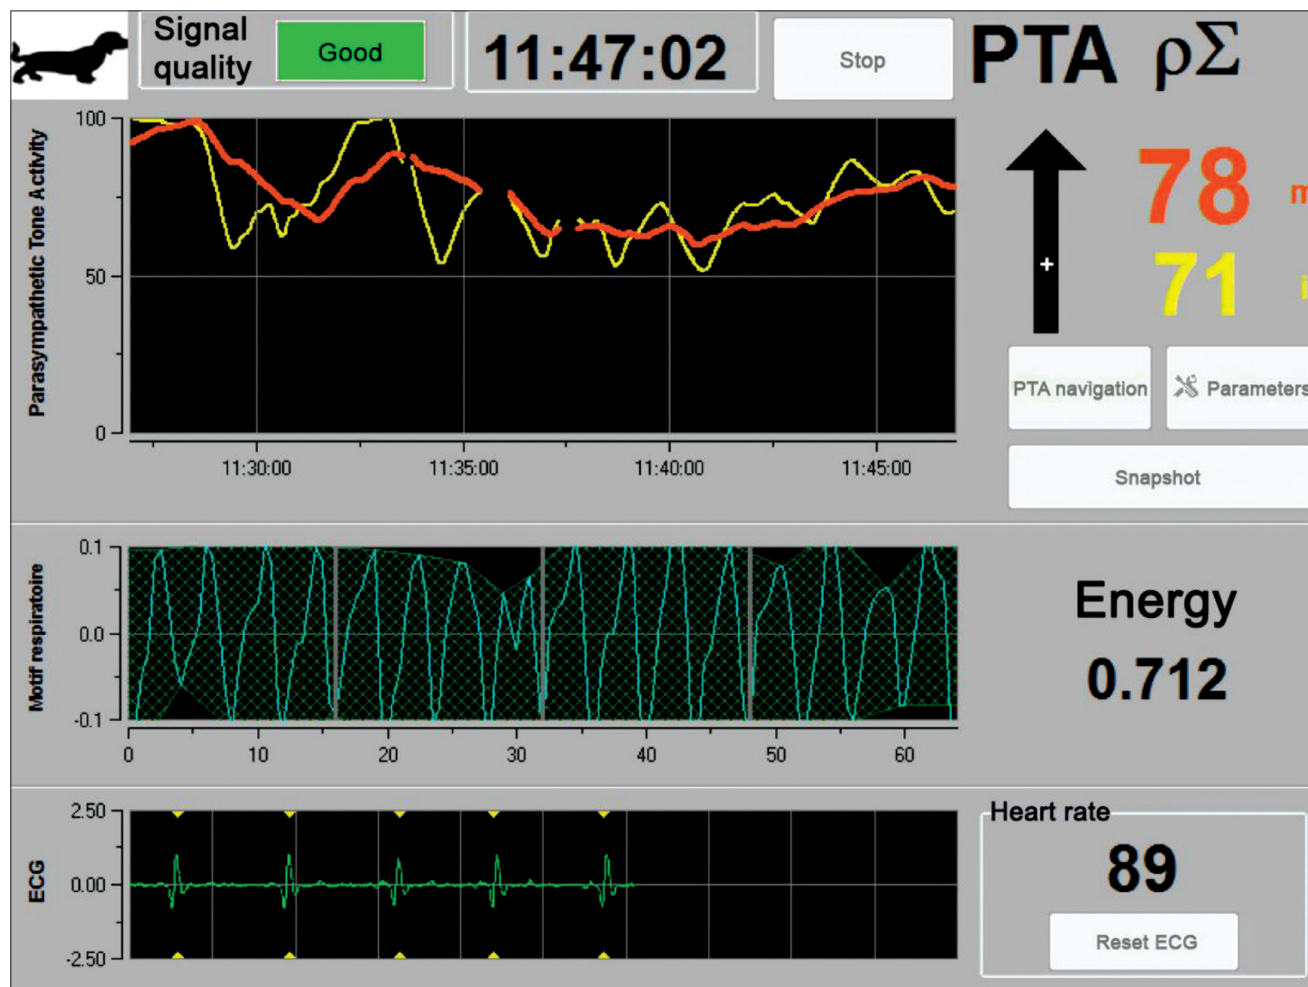 Signal
quality
Good
11:47:02
Stop
PTA ρΣ
Parasympathetic Tone Activity
100
50
0
11:30:00
11:35:00
11:40:00
11:45:00
78
71
PTA navigation
Parameters
Snapshot
Motif respiratoire
0.1
0.0
-0.1
0
10
20
30
40
50
60
Energy
0.712
ECG
2.50
0.00
-2.50
Heart rate
89
Reset ECG